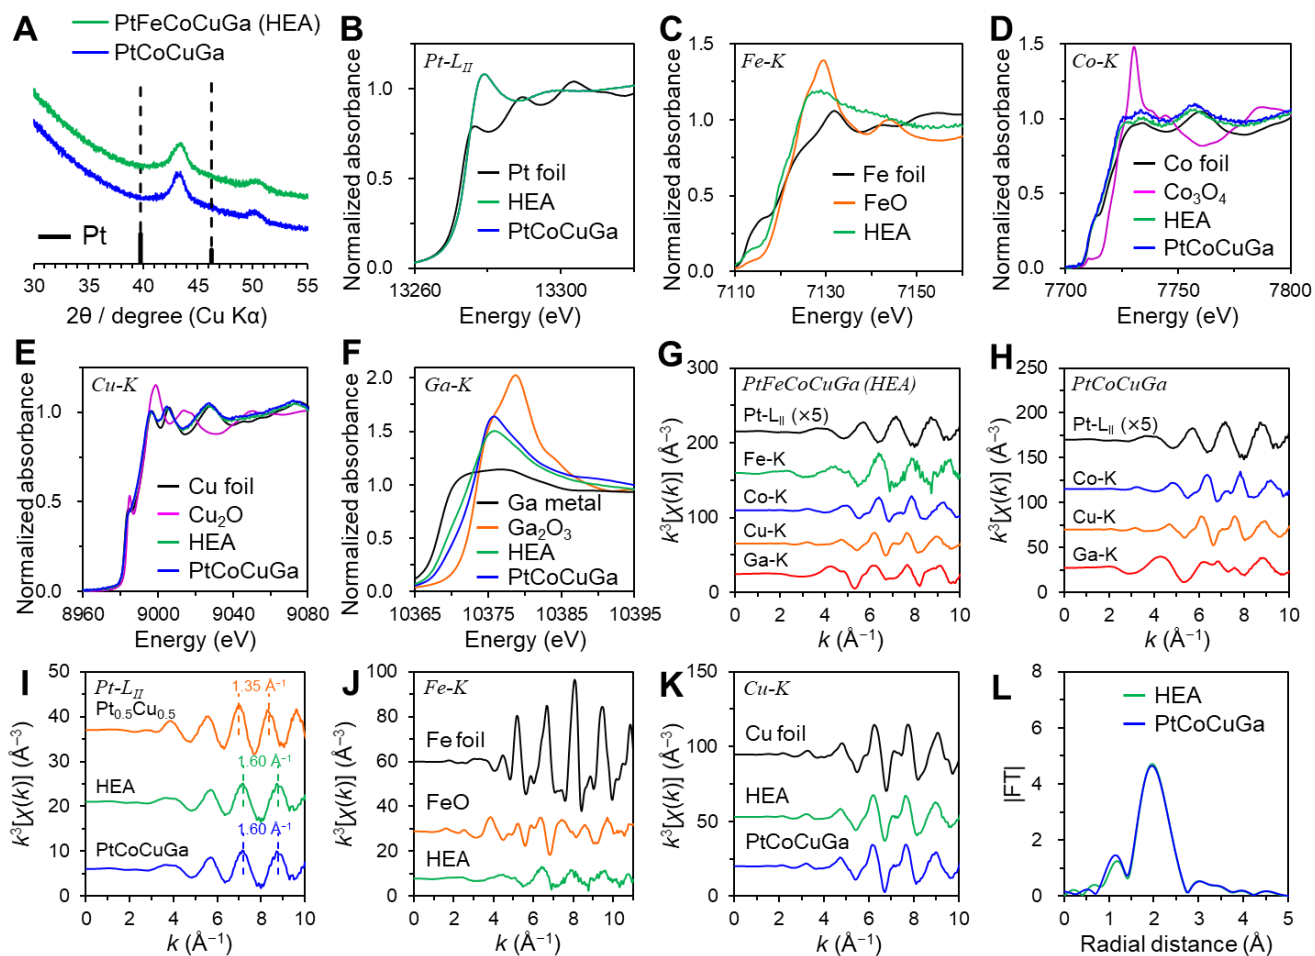 A
PtFeCoCuGa (HEA)
PtCoCuGa
Pt
30 35 40 45 50 55
2θ / degree (Cu Kα)
B
Pt-L_II
Normalized absorbance
1.0
0.5
0.0
Pt foil
HEA
PtCoCuGa
13260 13300
Energy (eV)
C
Fe-K
Normalized absorbance
1.5
1.0
0.5
0.0
Fe foil
FeO
HEA
7110 7130 7150
Energy (eV)
D
Co-K
Normalized absorbance
1.5
1.0
0.5
0.0
Co foil
Co₃O₄
HEA
PtCoCuGa
7700 7750 7800
Energy (eV)
E
Cu-K
Normalized absorbance
1.0
0.5
0.0
Cu foil
Cu₂O
HEA
PtCoCuGa
8960 9000 9040 9080
Energy (eV)
F
Ga-K
Normalized absorbance
2.0
1.5
1.0
0.5
0.0
Ga metal
Ga₂O₃
HEA
PtCoCuGa
10365 10375 10385 10395
Energy (eV)
G
PtFeCoCuGa (HEA)
k³[χ(k)] (Å⁻³)
300
200
100
0
Pt-L_II (×5)
Fe-K
Co-K
Cu-K
Ga-K
0 2 4 6 8 10
k (Å⁻¹)
H
PtCoCuGa
k³[χ(k)] (Å⁻³)
250
200
150
100
50
0
Pt-L_II (×5)
Co-K
Cu-K
Ga-K
0 2 4 6 8 10
k (Å⁻¹)
I
Pt-L_II
k³[χ(k)] (Å⁻³)
50
40
30
20
10
0
1.35 Å⁻¹
Pt₀.₅Cu₀.₅
1.60 Å⁻¹
HEA
1.60 Å⁻¹
PtCoCuGa
0 2 4 6 8 10
k (Å⁻¹)
J
Fe-K
k³[χ(k)] (Å⁻³)
100
80
60
40
20
0
Fe foil
FeO
HEA
0 2 4 6 8 10
k (Å⁻¹)
K
Cu-K
k³[χ(k)] (Å⁻³)
150
100
50
0
Cu foil
HEA
PtCoCuGa
0 2 4 6 8 10
k (Å⁻¹)
L
|FT|
8
6
4
2
0
HEA
PtCoCuGa
0 1 2 3 4 5
Radial distance (Å)